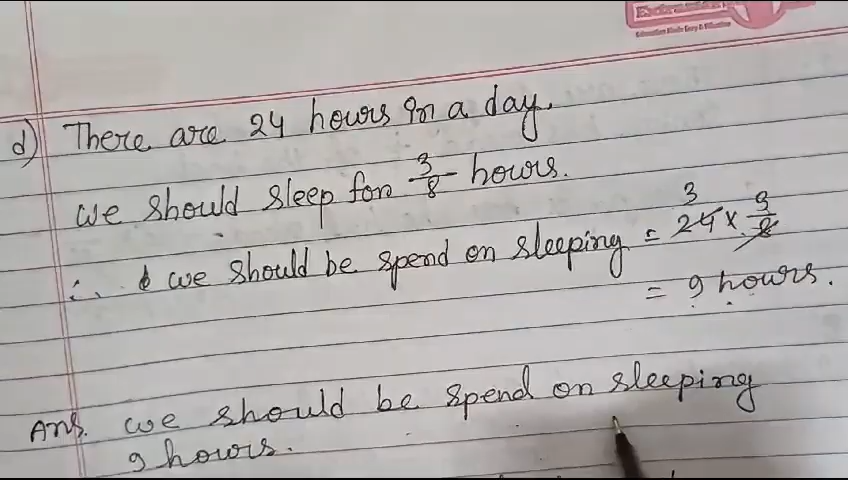 d) There are 24 hours in a day.
we should sleep for 3/8 hours.
∴ we should be spend on sleeping = 24 × 3/8
3
= 9 hours.
Ans. we should be spend on sleeping
9 hours.